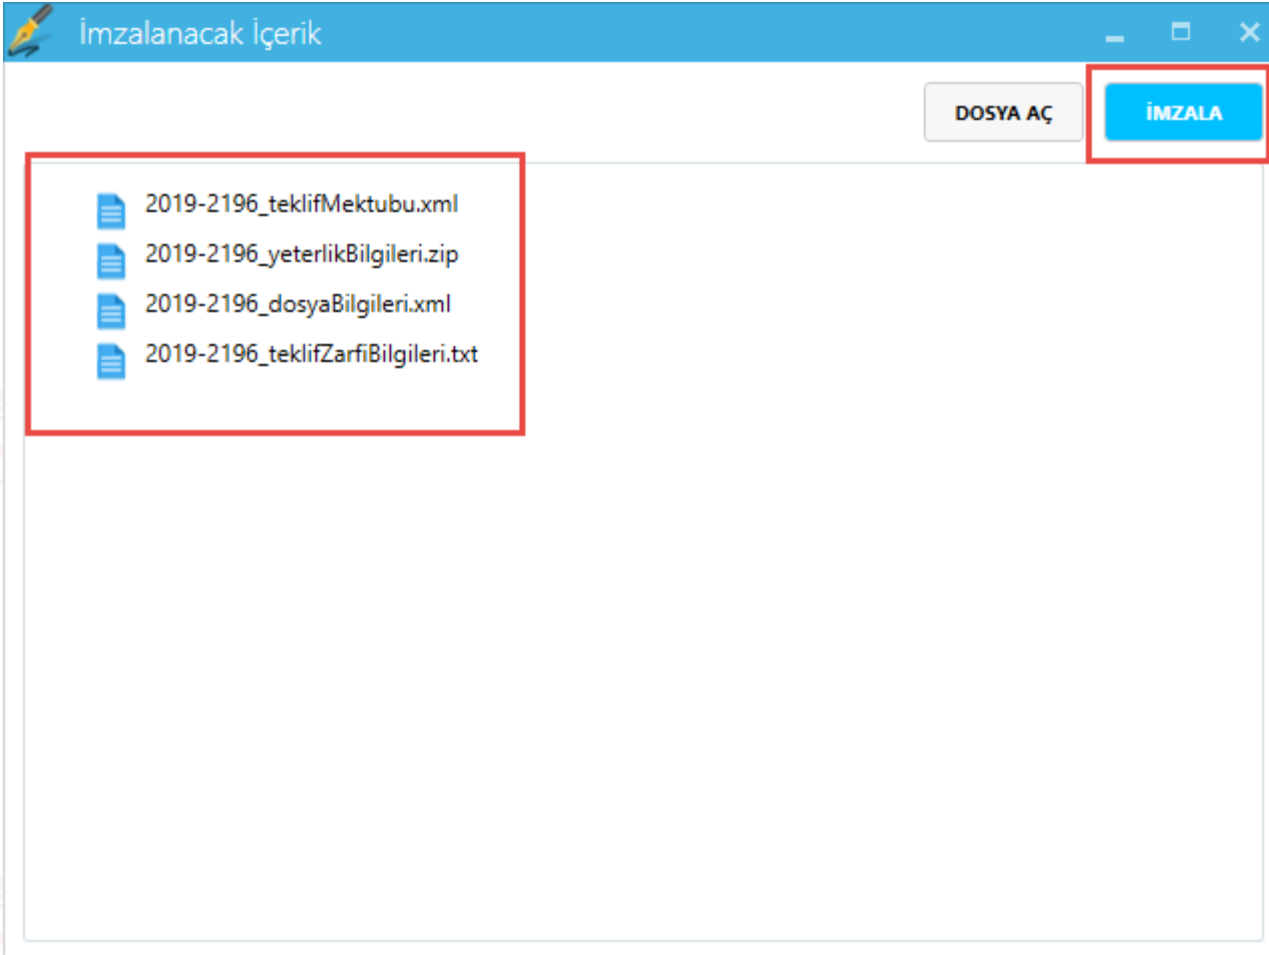 İmzalanacak İçerik
DOSYA AÇ
İMZALA
2019-2196_teklifMektubu.xml
2019-2196_yeterlikBilgileri.zip
2019-2196_dosyaBilgileri.xml
2019-2196_teklifZarfiBilgileri.txt